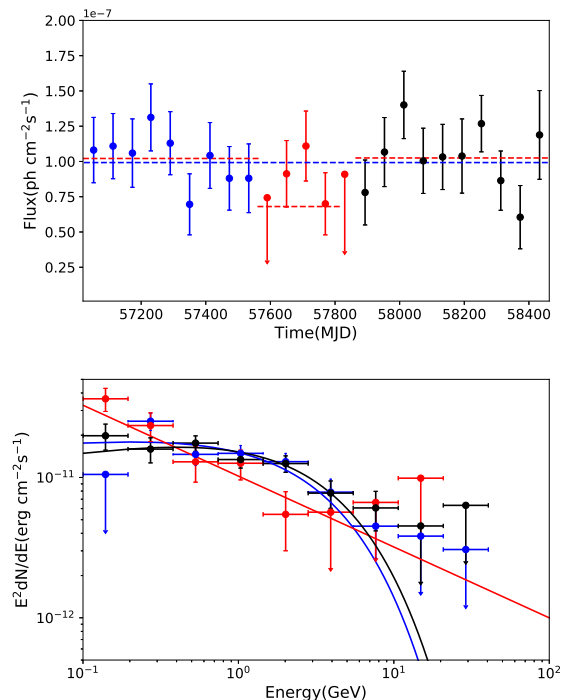 1e−7
2.00
1.75
1.50
1.25
1.00
0.75
0.50
0.25
Flux(ph cm⁻²s⁻¹)
57200 57400 57600 57800 58000 58200 58400
Time(MJD)
10⁻¹¹
10⁻¹²
E²dN/dE(erg cm⁻²s⁻¹)
10⁻¹ 10⁰ 10¹ 10²
Energy(GeV)